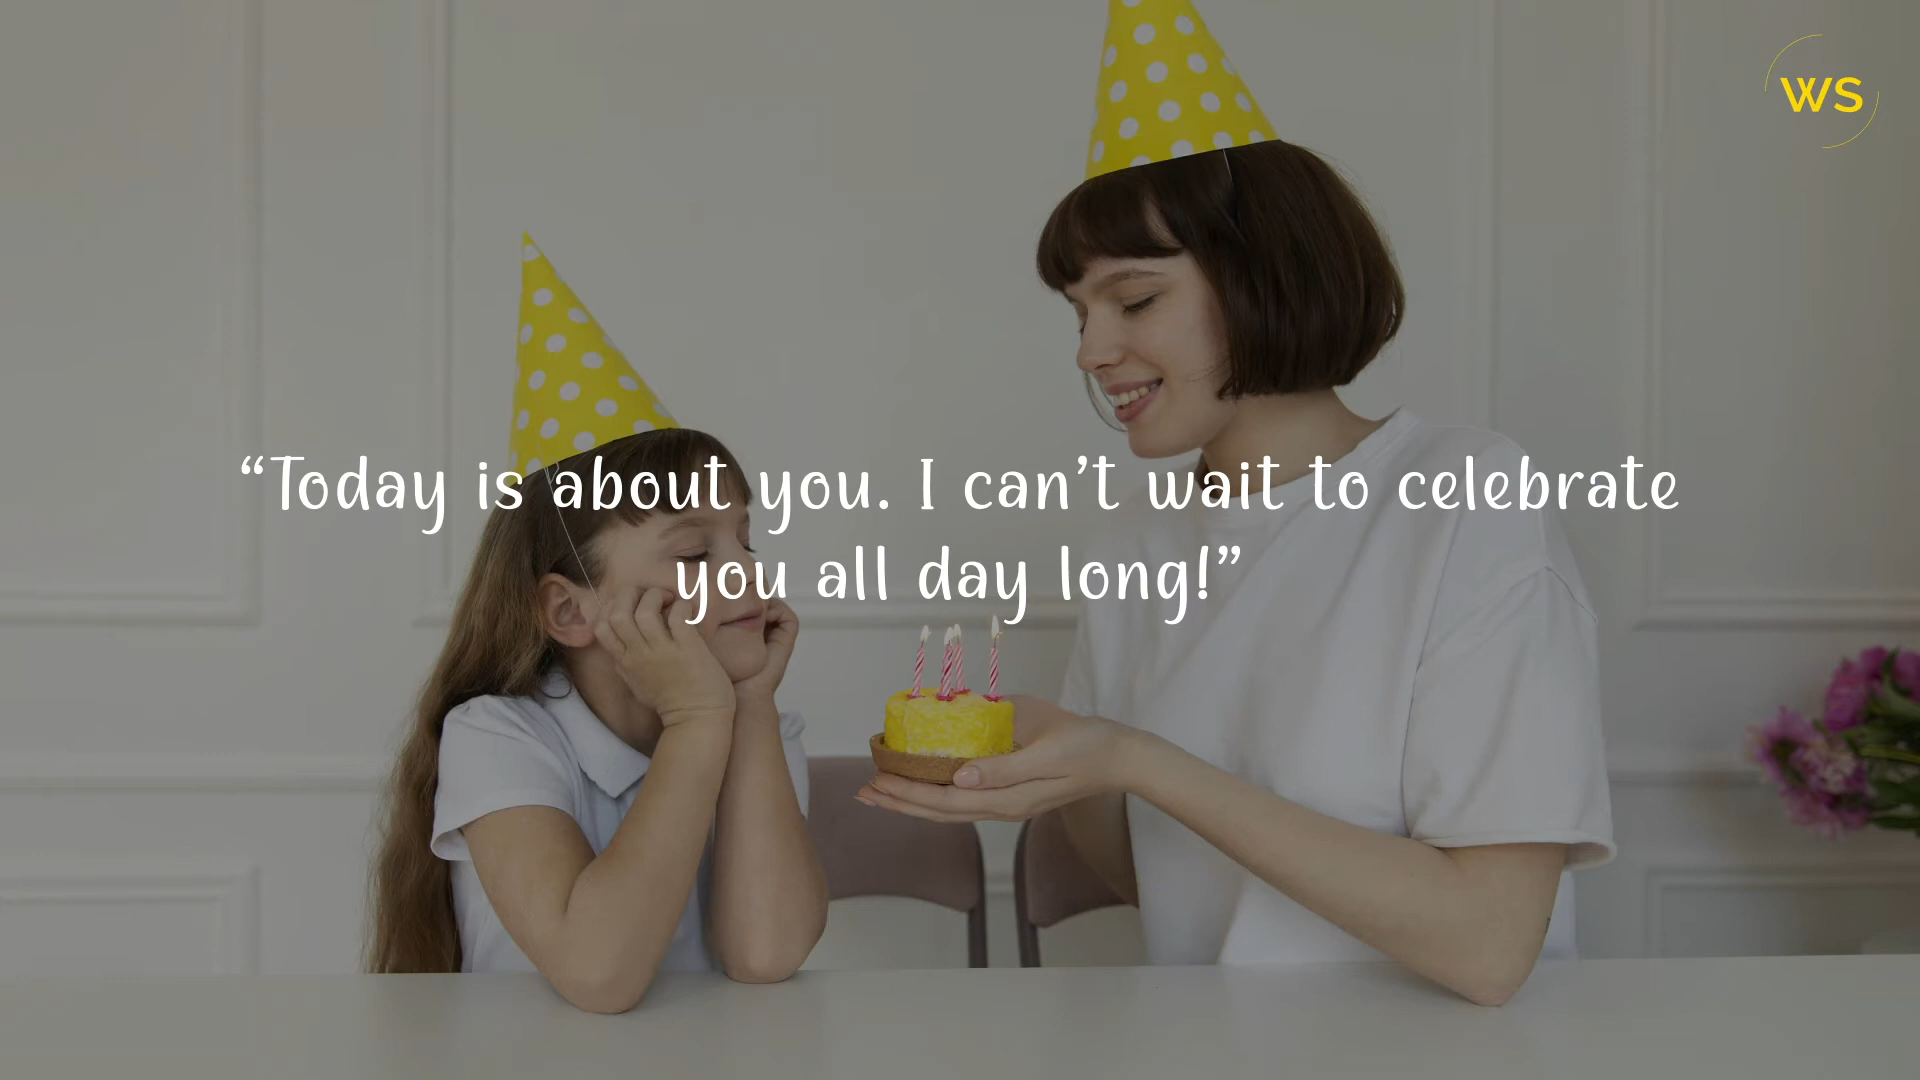 WS
“Today is about you. I can’t wait to celebrate
you all day long!”